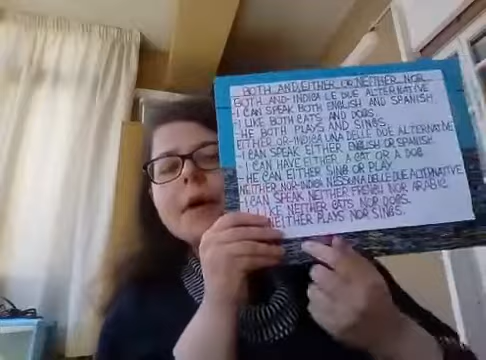 BOTH AND, EITHER OR, NEITHER NOR
BOTH AND-INDICA LE DUE ALTERNATIVE
-I CAN SPEAK BOTH ENGLISH AND SPANISH.
-I LIKE BOTH CATS AND DOGS.
-HE BOTH PLAYS AND SINGS.
EITHER OR-INDICA UNA DELLE DUE ALTERNATIVE
-I CAN SPEAK EITHER ENGLISH OR SPANISH.
I CAN HAVE EITHER A CAT OR A DOG
-HE CAN EITHER SING OR PLAY
NEITHER NOR-INDICA NESSUNA DELLE DUE ALTERNATIVE.
-I CAN SPEAK NEITHER FRENCH NOR ARABIC
NEITHER CATS NOR DOGS.
NEITHER PLAYS NOR SINGS.